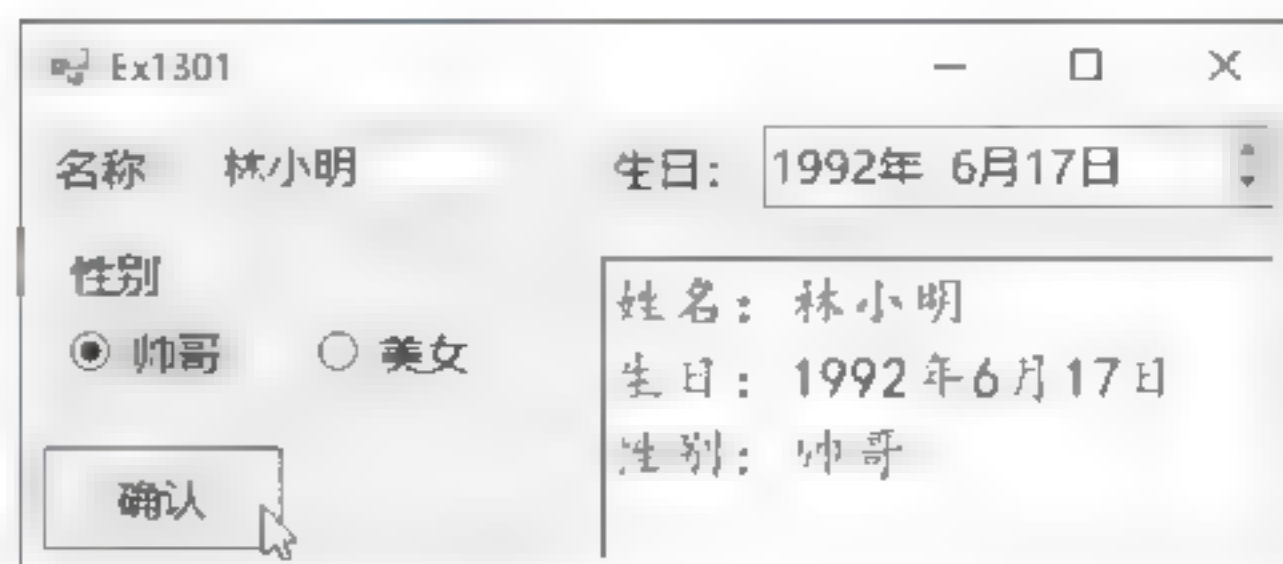 Ex1301
名称 林小明 生日: 1992年 6月17日
性别
帅哥 美女
确认
姓名: 林小明
生日: 1992年6月17日
性别: 帅哥